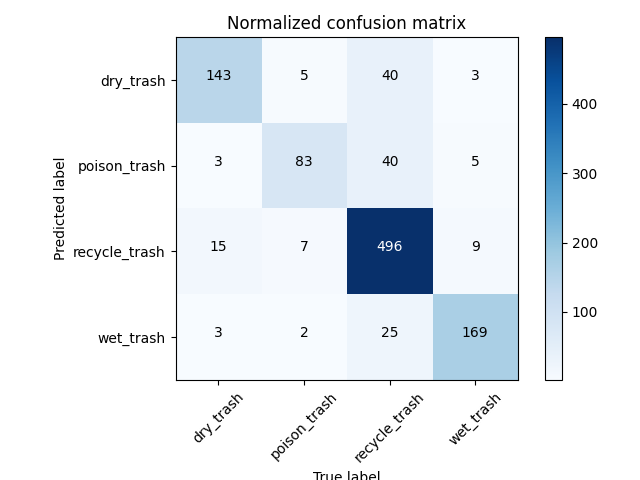 Normalized confusion matrix
dry_trash 143 5 40 3
poison_trash 3 83 40 5
recycle_trash 15 7 496 9
wet_trash 3 2 25 169
dry_trash poison_trash recycle_trash wet_trash
Predicted label
True label
400
300
200
100